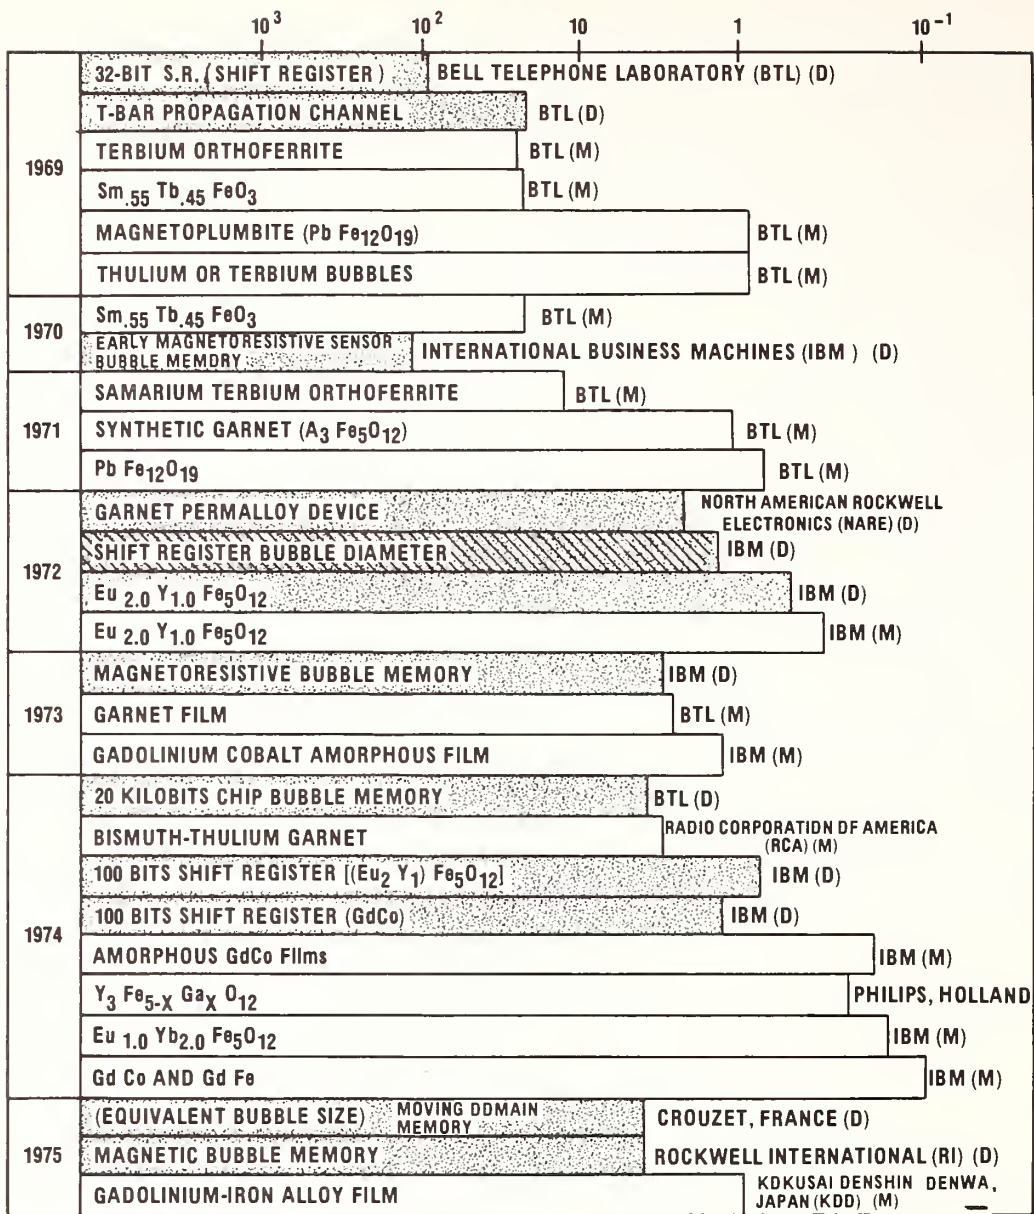 10³ 10² 10 1 10⁻¹
1969
32-BIT S.R. (SHIFT REGISTER) BELL TELEPHONE LABORATORY (BTL) (D)
T-BAR PROPAGATION CHANNEL BTL (D)
TERBIUM ORTHOFERRITE BTL (M)
Sm.55 Tb.45 FeO3 BTL (M)
MAGNETOPLUMBITE (Pb Fe12O19) BTL (M)
THULIUM OR TERBIUM BUBBLES BTL (M)
1970
Sm.55 Tb.45 FeO3 BTL (M)
EARLY MAGNETORESISTIVE SENSOR
BUBBLE MEMDRY INTERNATIONAL BUSINESS MACHINES (IBM ) (D)
1971
SAMARIUM TERBIUM ORTHOFERRITE BTL (M)
SYNTHETIC GARNET (A3 Fe5O12) BTL (M)
Pb Fe12O19 BTL (M)
1972
GARNET PERMALLOY DEVICE NORTH AMERICAN ROCKWELL
ELECTRONICS (NARE) (D)
SHIFT REGISTER BUBBLE DIAMETER IBM (D)
Eu 2.0 Y1.0 Fe5O12 IBM (D)
Eu 2.0 Y1.0 Fe5O12 IBM (M)
1973
MAGNETORESISTIVE BUBBLE MEMORY IBM (D)
GARNET FILM BTL (M)
GADOLINIUM COBALT AMORPHOUS FILM IBM (M)
1974
20 KILOBITS CHIP BUBBLE MEMORY BTL (D)
BISMUTH-THULIUM GARNET RADIO CORPORATION DF AMERICA
(RCA) (M)
100 BITS SHIFT REGISTER [(Eu2 Y1) Fe5O12] IBM (D)
100 BITS SHIFT REGISTER (GdCo) IBM (D)
AMORPHOUS GdCo Films IBM (M)
Y3 Fe5-X GaX O12 PHILIPS, HOLLAND
Eu 1.0 Yb2.0 Fe5O12 IBM (M)
Gd Co AND Gd Fe IBM (M)
1975
(EQUIVALENT BUBBLE SIZE) MOVING DDMAIN
MEMORY CROUZET, FRANCE (D)
MAGNETIC BUBBLE MEMORY ROCKWELL INTERNATIONAL (RI) (D)
GADOLINIUM-IRON ALLOY FILM KDKUSAI DENSHIN DENWA,
JAPAN (KDD) (M)